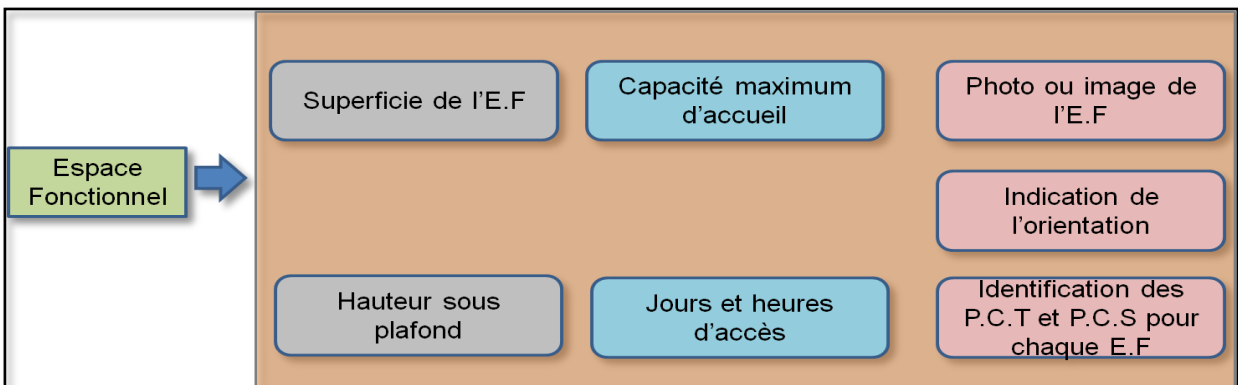 Espace
Fonctionnel
Superficie de l'E.F
Capacité maximum
d'accueil
Photo ou image de
l'E.F
Indication de
l'orientation
Hauteur sous
plafond
Jours et heures
d'accès
Identification des
P.C.T et P.C.S pour
chaque E.F